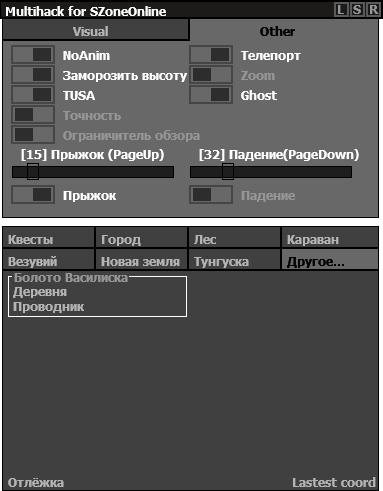 Multihack for SZoneOnline L S R
Visual Other
NoAnim Телепорт
Заморозить высоту Zoom
TUSA Ghost
Точность
Ограничитель обзора
[15] Прыжок (PageUp) [32] Падение(PageDown)
Прыжок Падение
Квесты Город Лес Караван
Везувий Новая земля Тунгуска Другое...
Болото Василиска
Деревня
Проводник
Отлёжка Lastest coord